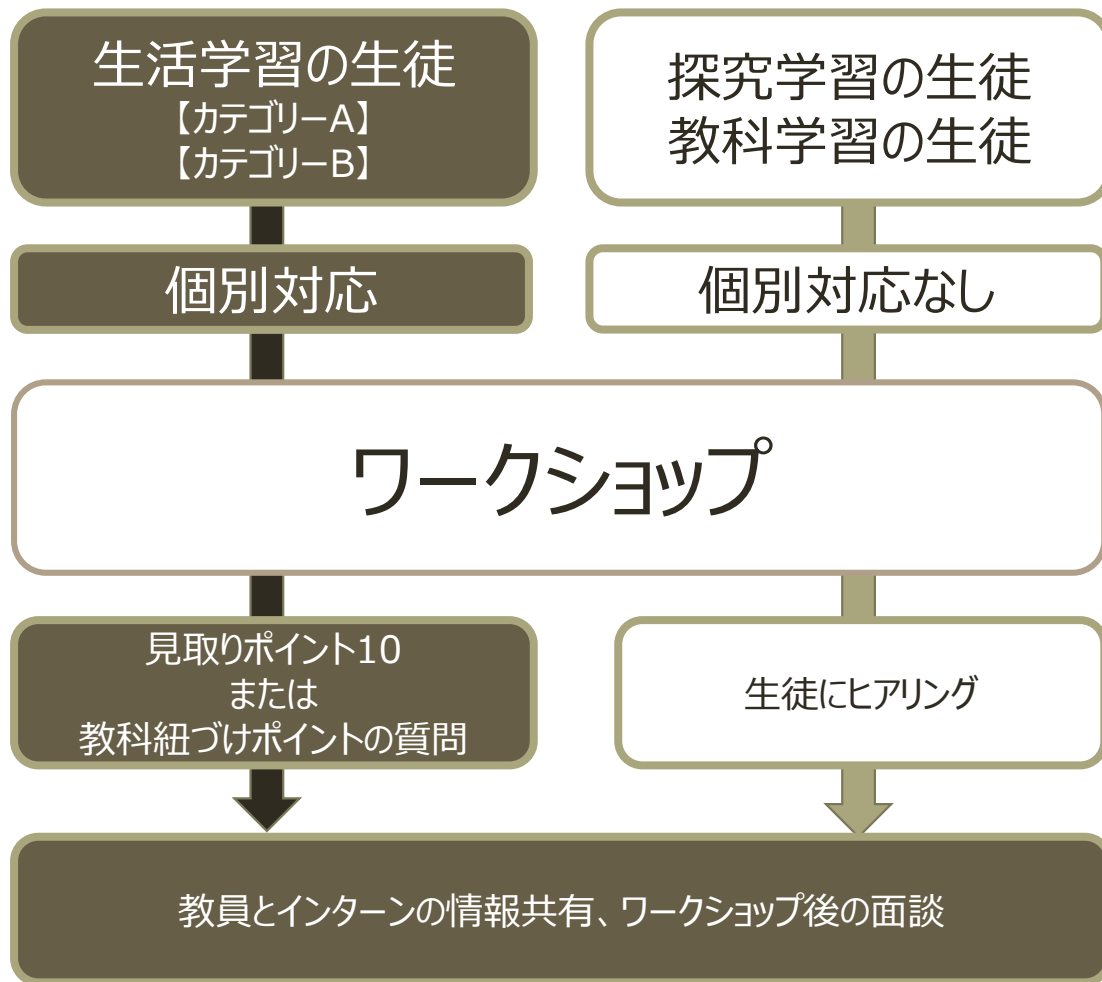 生活学習の生徒
【カテゴリーA】
【カテゴリーB】
探究学習の生徒
教科学習の生徒
個別対応
個別対応なし
ワークショップ
見取りポイント10
または
教科紐づけポイントの質問
生徒にヒアリング
教員とインターンの情報共有、ワークショップ後の面談